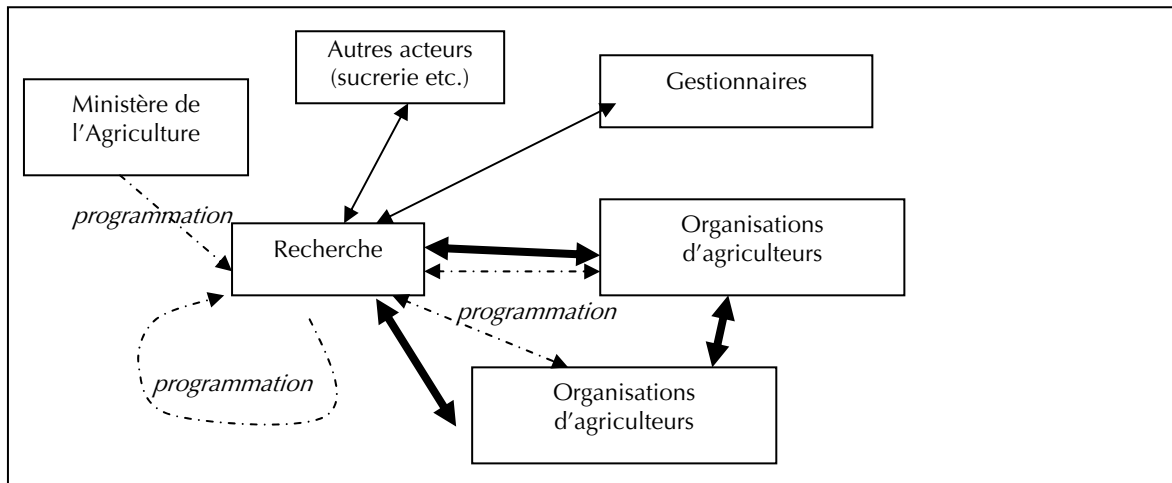 Autres acteurs
(sucrerie etc.)
Gestionnaires
Ministère de
l'Agriculture
programmation
Recherche
Organisations
d'agriculteurs
programmation
programmation
Organisations
d'agriculteurs